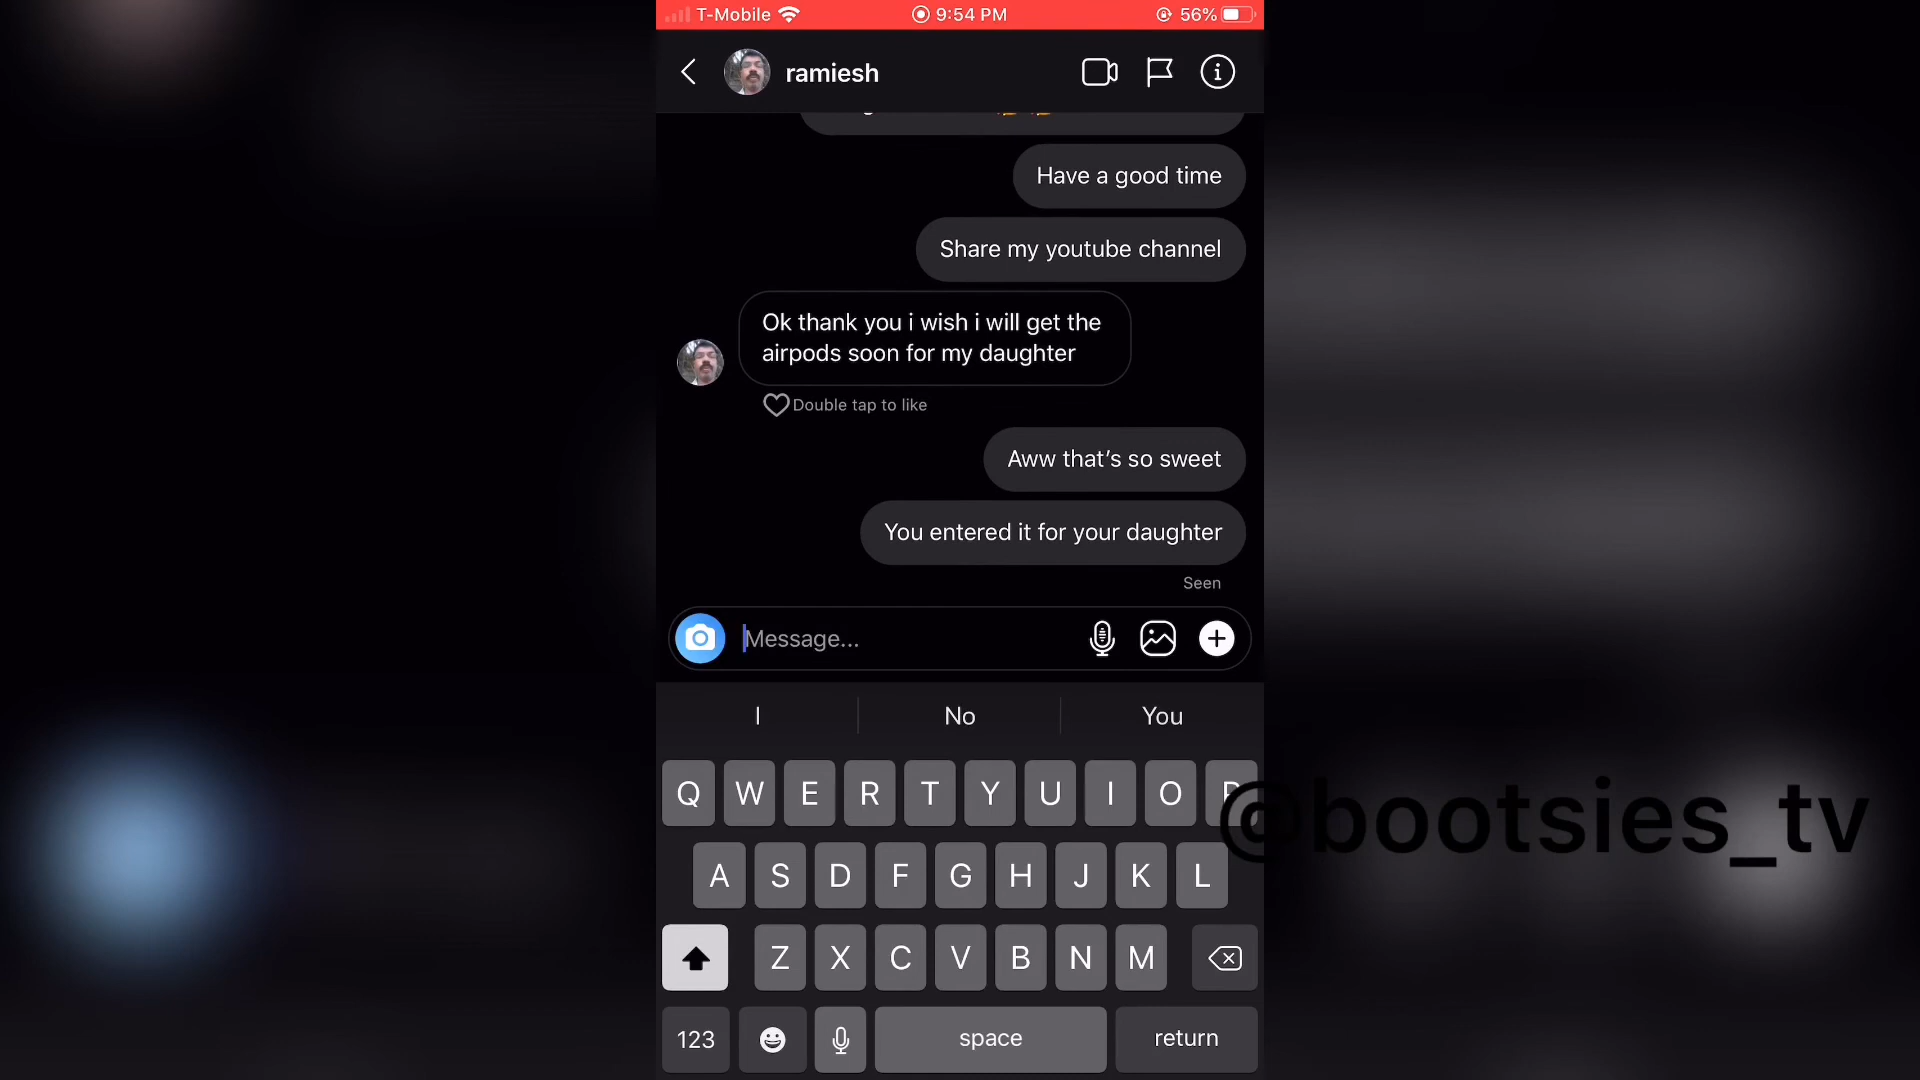 T-Mobile 9:54 PM 56%
ramiesh
Have a good time
Share my youtube channel
Ok thank you i wish i will get the
airpods soon for my daughter
Double tap to like
Aww that's so sweet
You entered it for your daughter
Seen
Message...
I No You
Q W E R T Y U I O P
@bootsies_tv
A S D F G H J K L
Z X C V B N M
123 space return